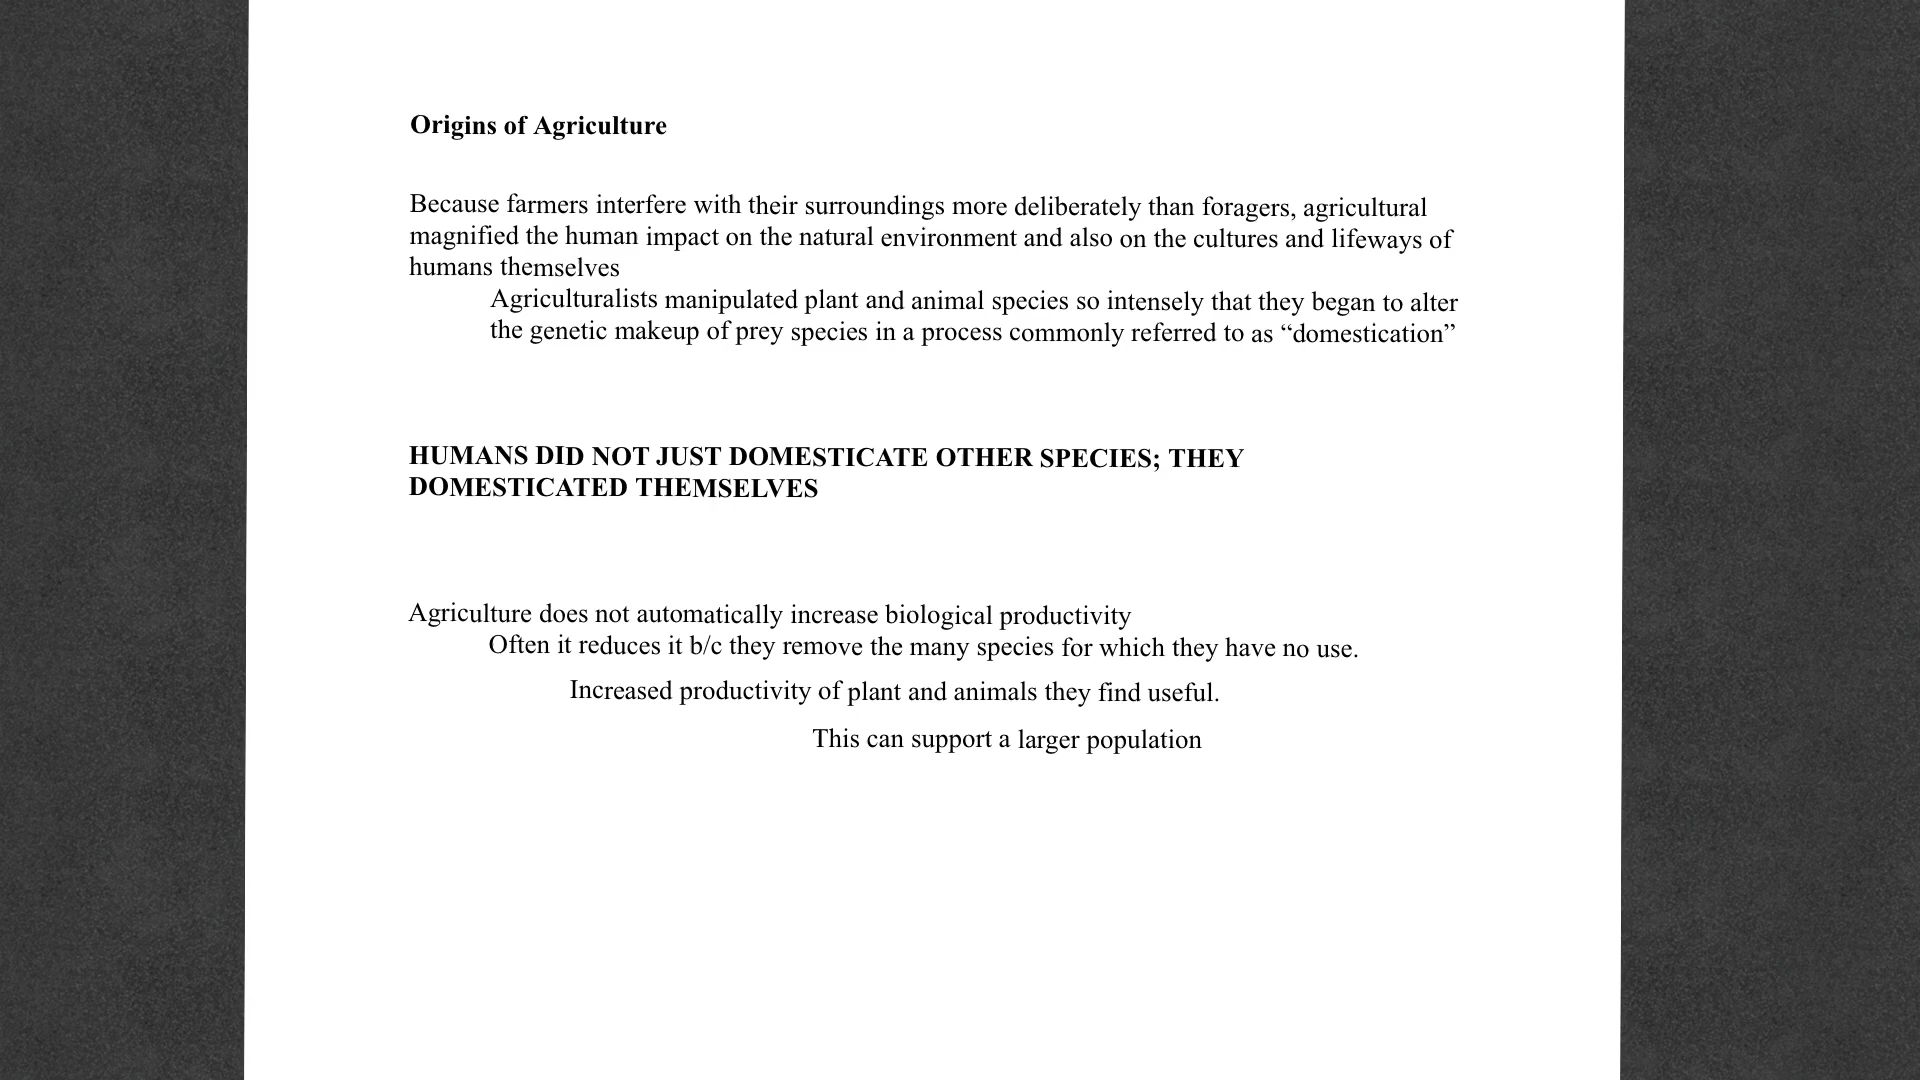 Origins of Agriculture
Because farmers interfere with their surroundings more deliberately than foragers, agricultural
magnified the human impact on the natural environment and also on the cultures and lifeways of
humans themselves
Agriculturalists manipulated plant and animal species so intensely that they began to alter
the genetic makeup of prey species in a process commonly referred to as “domestication”
HUMANS DID NOT JUST DOMESTICATE OTHER SPECIES; THEY
DOMESTICATED THEMSELVES
Agriculture does not automatically increase biological productivity
Often it reduces it b/c they remove the many species for which they have no use.
Increased productivity of plant and animals they find useful.
This can support a larger population